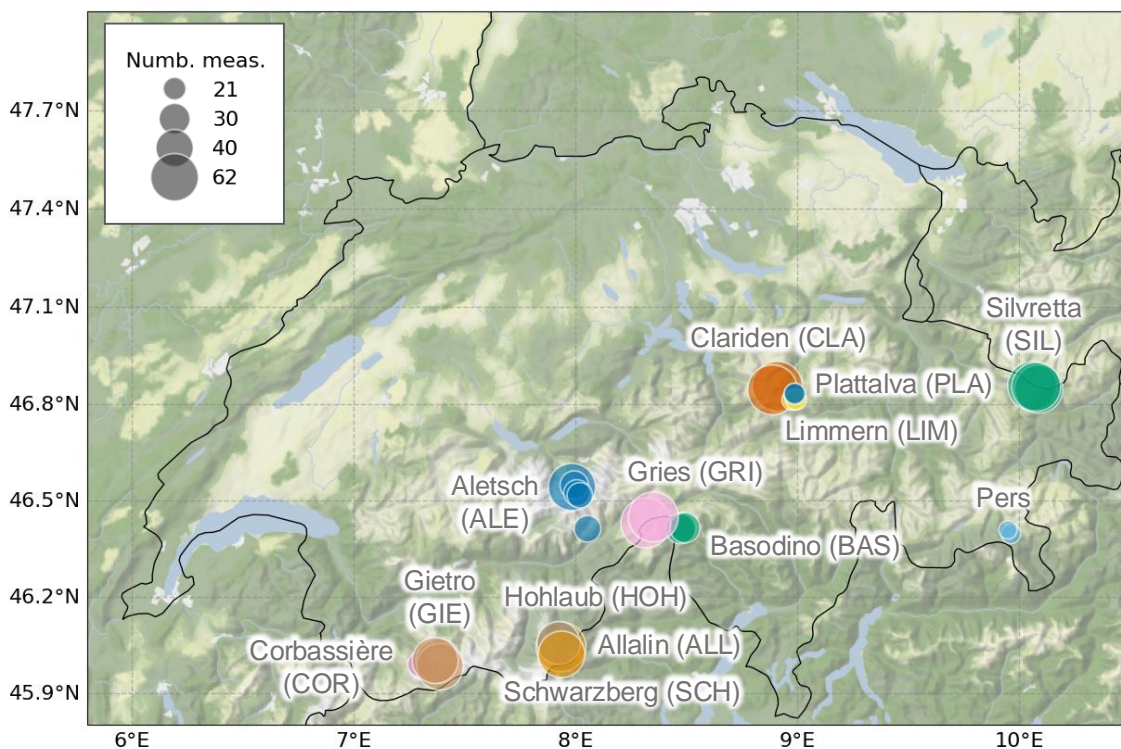 Numb. meas.
21
30
40
62
47.7°N
47.4°N
47.1°N
46.8°N
46.5°N
46.2°N
45.9°N
Silvretta
(SIL)
Clariden (CLA)
Plattalva (PLA)
Limmern (LIM)
Gries (GRI)
Aletsch
(ALE)
Pers
Basodino (BAS)
Gietro
(GIE)
Hohlaub (HOH)
Corbassière
(COR)
Allalin (ALL)
Schwarzberg (SCH)
6°E
7°E
8°E
9°E
10°E